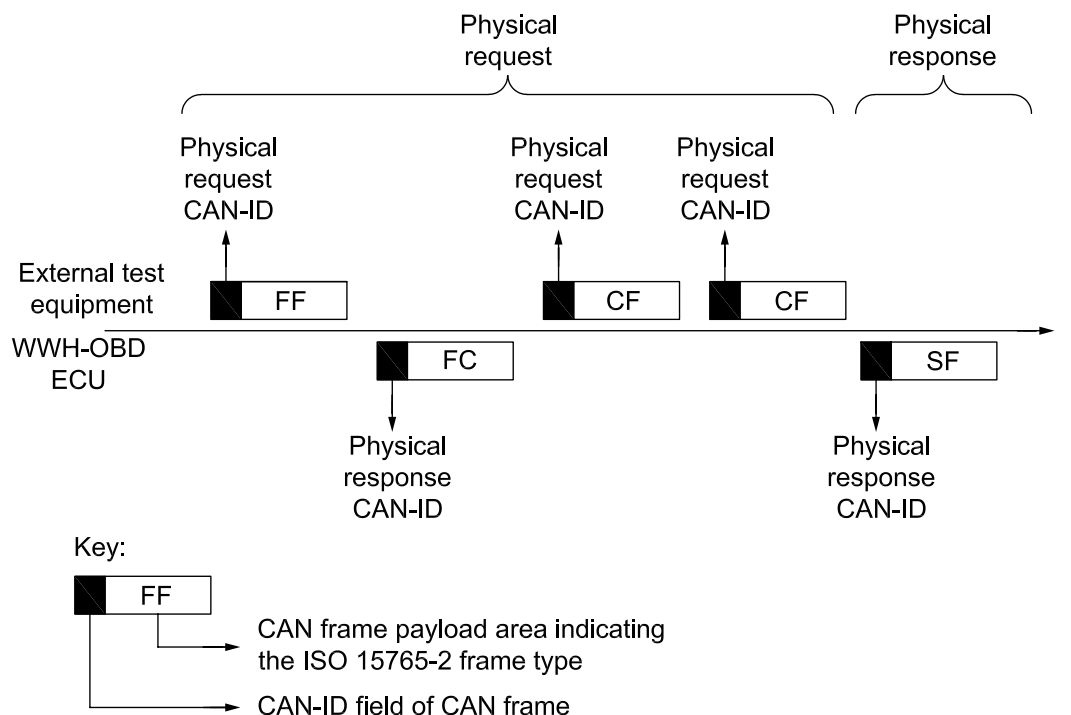 Physical
request
Physical
response
Physical
request
CAN-ID
Physical
request
CAN-ID
Physical
request
CAN-ID
External test
equipment
FF
CF
CF
WWH-OBD
ECU
FC
SF
Physical
response
CAN-ID
Physical
response
CAN-ID
Key:
FF
CAN frame payload area indicating
the ISO 15765-2 frame type
CAN-ID field of CAN frame